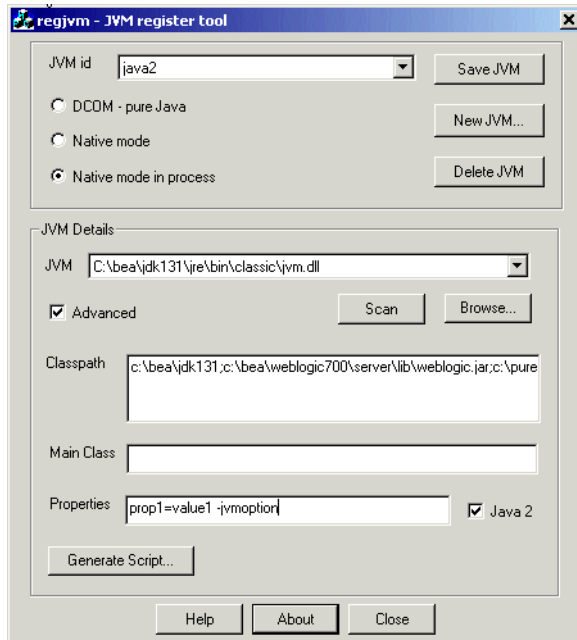 regjvm - JVM register tool
JVM id java2 Save JVM
DCOM - pure Java
New JVM...
Native mode
Native mode in process Delete JVM
JVM Details
JVM C:\bea\jdk131\jre\bin\classic\jvm.dll
Advanced Scan Browse...
Classpath c:\bea\jdk131;c:\bea\weblogic700\server\lib\weblogic.jar;c:\pure
Main Class
Properties prop1=value1 -jvmoption Java 2
Generate Script...
Help About Close